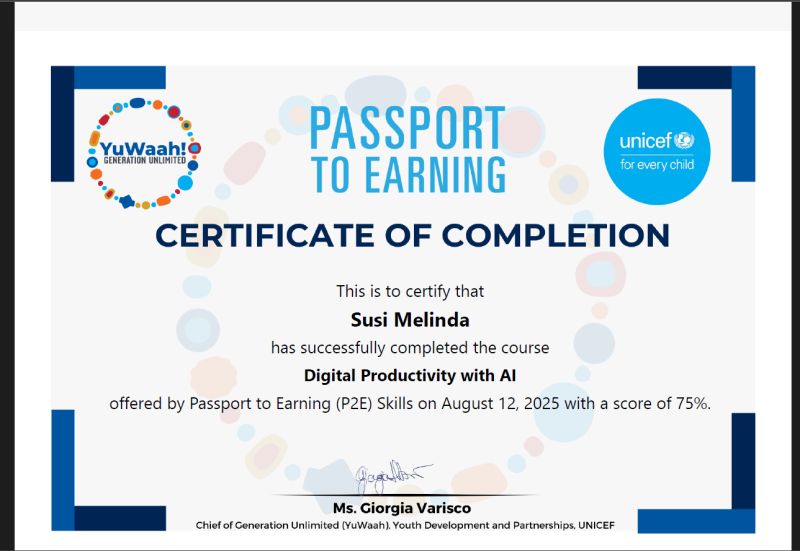 YuWaah!
GENERATION UNLIMITED
PASSPORT
TO EARNING
unicef
for every child
CERTIFICATE OF COMPLETION
This is to certify that
Susi Melinda
has successfully completed the course
Digital Productivity with AI
offered by Passport to Earning (P2E) Skills on August 12, 2025 with a score of 75%.
Ms. Giorgia Varisco
Chief of Generation Unlimited (YuWaah), Youth Development and Partnerships, UNICEF